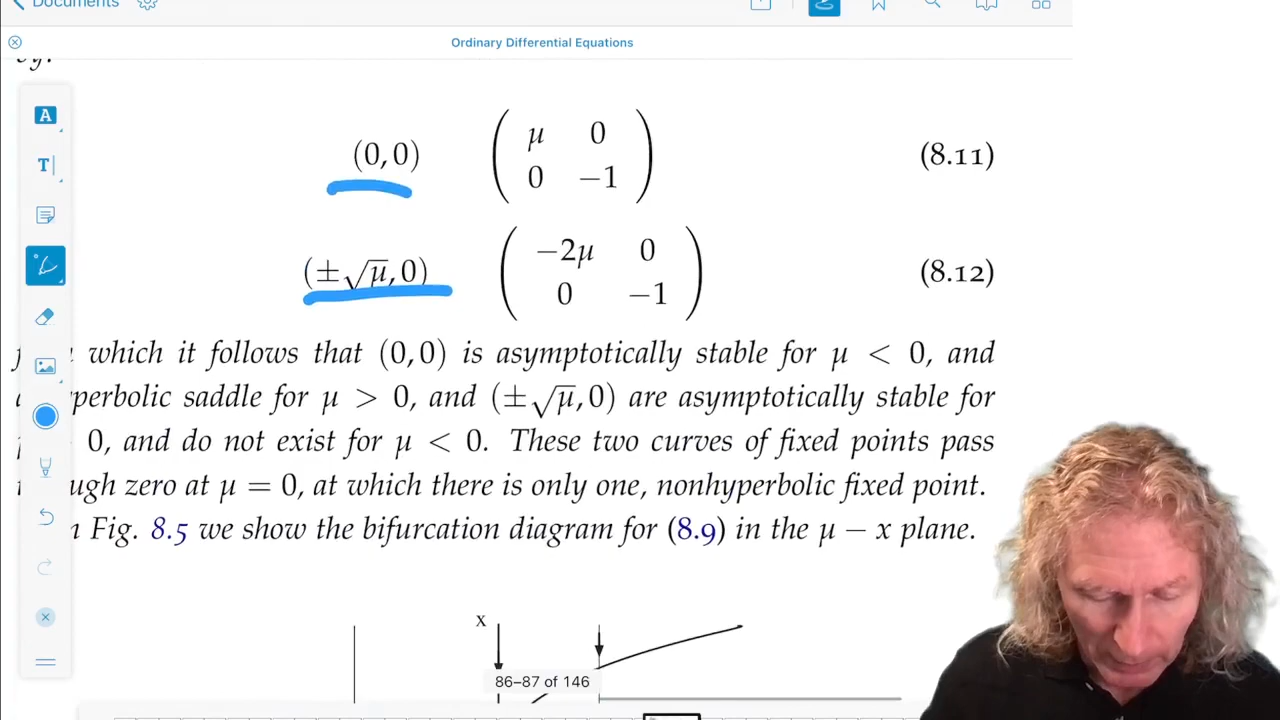 Documents
Ordinary Differential Equations
by:
(0, 0) ( μ 0 0 −1 ) (8.11)
(±√μ, 0) ( −2μ 0 0 −1 ) (8.12)
which it follows that (0, 0) is asymptotically stable for μ < 0, and
perbolic saddle for μ > 0, and (±√μ, 0) are asymptotically stable for
0, and do not exist for μ < 0. These two curves of fixed points pass
ugh zero at μ = 0, at which there is only one, nonhyperbolic fixed point.
n Fig. 8.5 we show the bifurcation diagram for (8.9) in the μ − x plane.
x
86–87 of 146
A
T